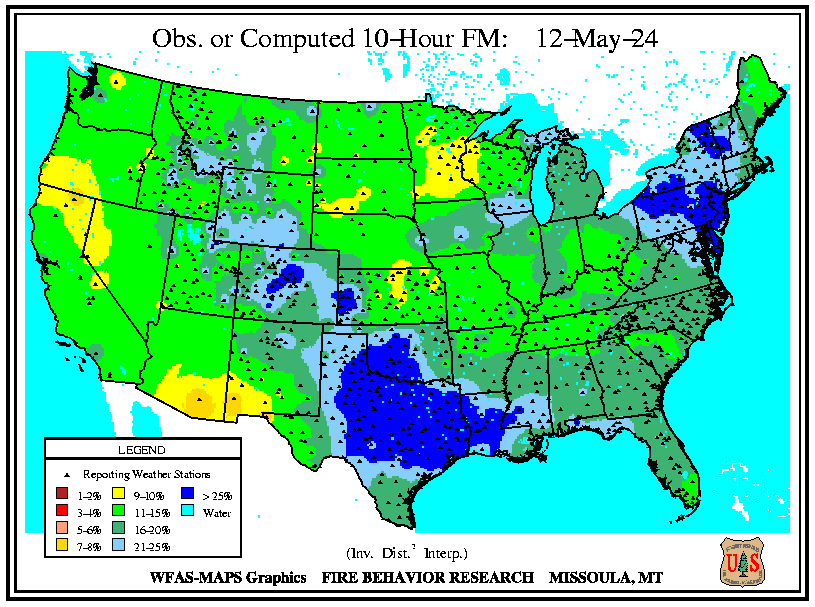 Obs. or Computed 10-Hour FM: 12-May-24
LEGEND
Reporting Weather Stations
1-2% 9-10% > 25%
3-4% 11-15% Water
5-6% 16-20%
7-8% 21-25%
(Inv. Dist.² Interp.)
WFAS-MAPS Graphics FIRE BEHAVIOR RESEARCH MISSOULA, MT
U S